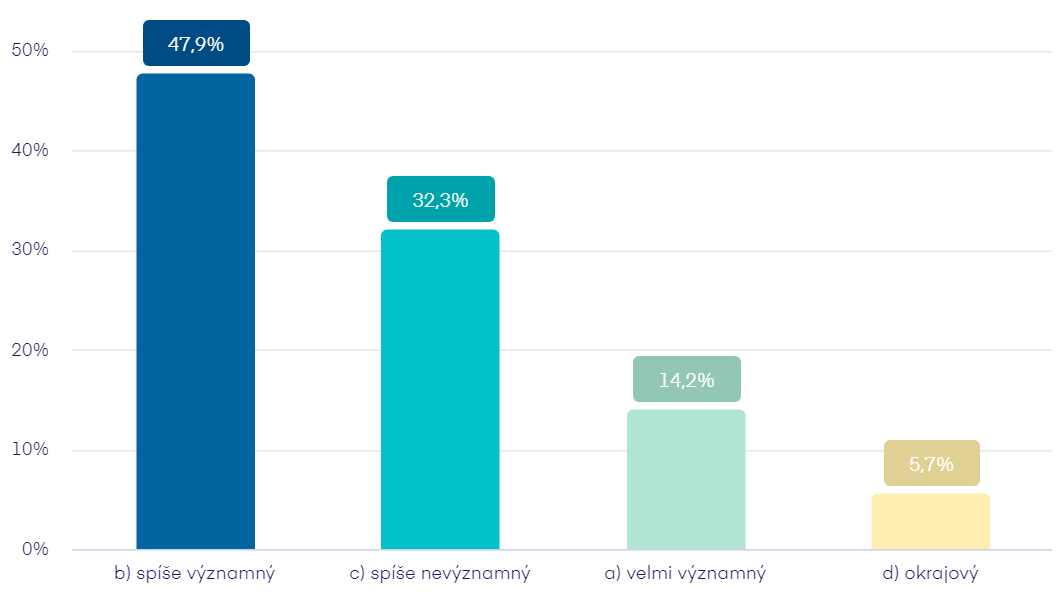 50%
40%
30%
20%
10%
0%
47,9%
32,3%
14,2%
5,7%
b) spíše významný
c) spíše nevýznamný
a) velmi významný
d) okrajový